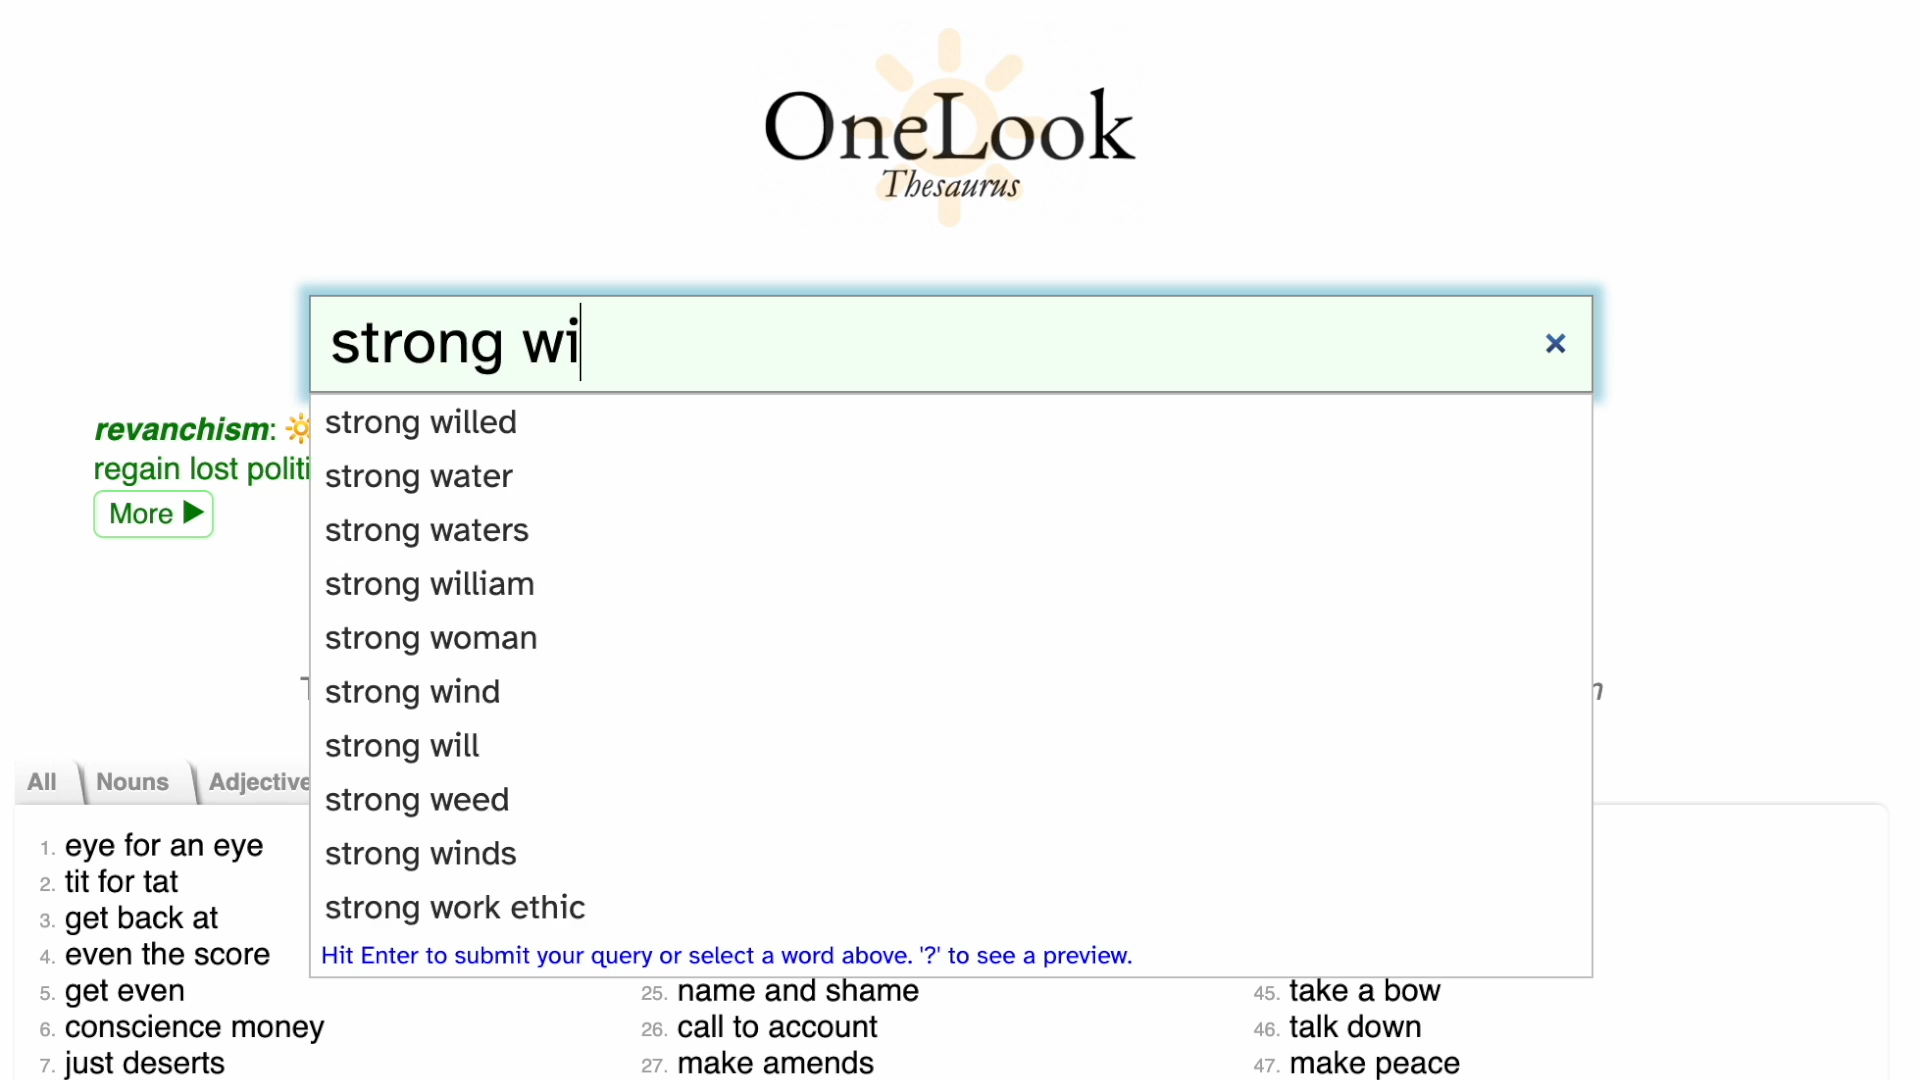 OneLook
Thesaurus
strong wi
revanchism:
regain lost politi
More
strong willed
strong water
strong waters
strong william
strong woman
strong wind
strong will
strong weed
strong winds
strong work ethic
Hit Enter to submit your query or select a word above. '?' to see a preview.
All
Nouns
Adjective
1. eye for an eye
2. tit for tat
3. get back at
4. even the score
5. get even
6. conscience money
7. just deserts
25. name and shame
26. call to account
27. make amends
45. take a bow
46. talk down
47. make peace